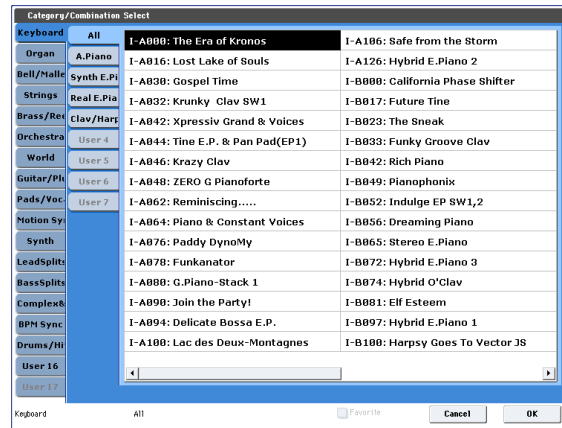 Category/Combination Select
Keyboard
Organ
Bell/Malle
Strings
Brass/Ree
Orchestra
World
Guitar/Plu
Pads/Voc.
Motion Sy
Synth
LeadSplits
BassSplits
Complex&
BPM Sync
Drums/Hi
User 16
User 17
All
A.Piano
Synth E.Pi
Real E.Pia
Clav/Harp
User 4
User 5
User 6
User 7
I-A000: The Era of Kronos
I-A016: Lost Lake of Souls
I-A030: Gospel Time
I-A032: Krunky Clav SW1
I-A042: Xpressiv Grand & Voices
I-A044: Tine E.P. & Pan Pad(EP1)
I-A046: Krazy Clav
I-A048: ZERO G Pianoforte
I-A062: Reminiscing.....
I-A064: Piano & Constant Voices
I-A076: Paddy DynoMy
I-A078: Funkanator
I-A080: G.Piano-Stack 1
I-A090: Join the Party!
I-A094: Delicate Bossa E.P.
I-A100: Lac des Deux-Montagnes
I-A106: Safe from the Storm
I-A126: Hybrid E.Piano 2
I-B000: California Phase Shifter
I-B017: Future Tine
I-B023: The Sneak
I-B033: Funky Groove Clav
I-B042: Rich Piano
I-B049: Pianophonix
I-B052: Indulge EP SW1,2
I-B056: Dreaming Piano
I-B065: Stereo E.Piano
I-B072: Hybrid E.Piano 3
I-B074: Hybrid O'Clav
I-B081: Elf Esteem
I-B097: Hybrid E.Piano 1
I-B100: Harpsy Goes To Vector JS
Keyboard
All
Favorite
Cancel
OK